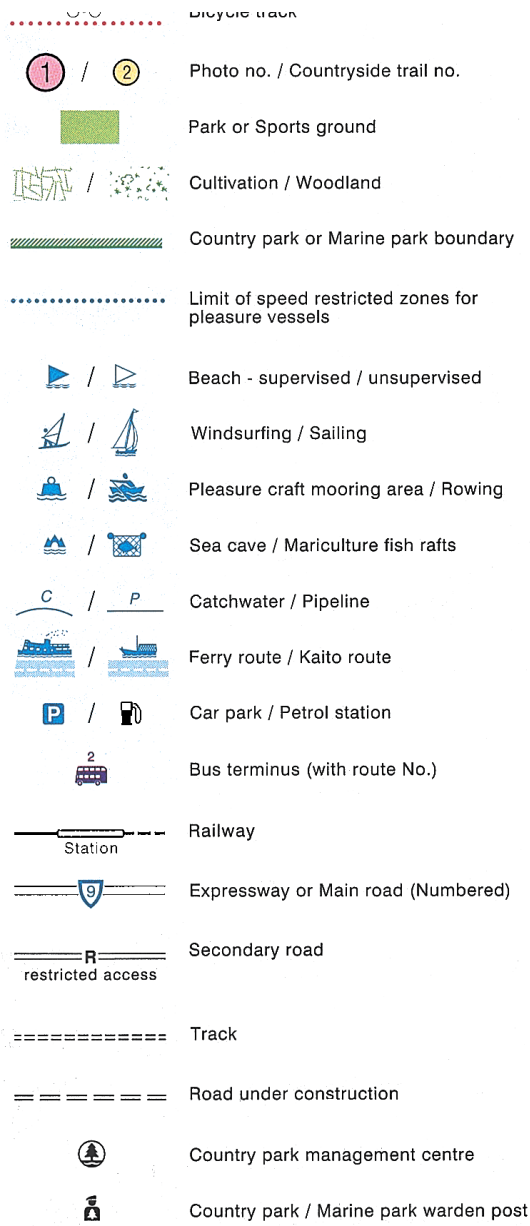 Bicycle track
1 / 2 Photo no. / Countryside trail no.
Park or Sports ground
/ Cultivation / Woodland
Country park or Marine park boundary
Limit of speed restricted zones for
pleasure vessels
/ Beach - supervised / unsupervised
/ Windsurfing / Sailing
/ Pleasure craft mooring area / Rowing
/ Sea cave / Mariculture fish rafts
C / P Catchwater / Pipeline
/ Ferry route / Kaito route
P / Car park / Petrol station
2
Bus terminus (with route No.)
Railway
Station
9 Expressway or Main road (Numbered)
R Secondary road
restricted access
Track
Road under construction
Country park management centre
Country park / Marine park warden post